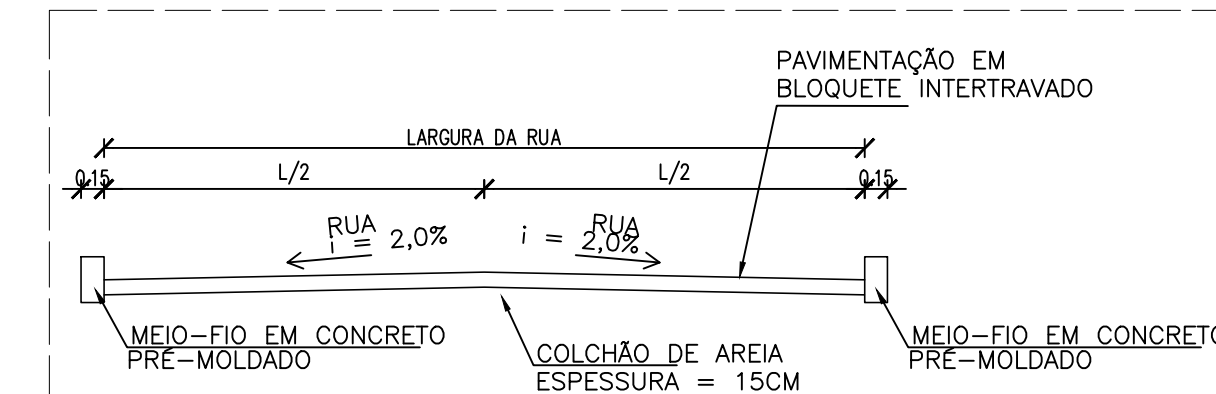 PAVIMENTAÇÃO EM
BLOQUETE INTERTRAVADO
LARGURA DA RUA
0,15
L/2
L/2
0,15
RUA
i = 2,0%
RUA
i = 2,0%
MEIO-FIO EM CONCRETO
PRÉ-MOLDADO
COLCHÃO DE AREIA
ESPESSURA = 15CM
MEIO-FIO EM CONCRETO
PRÉ-MOLDADO